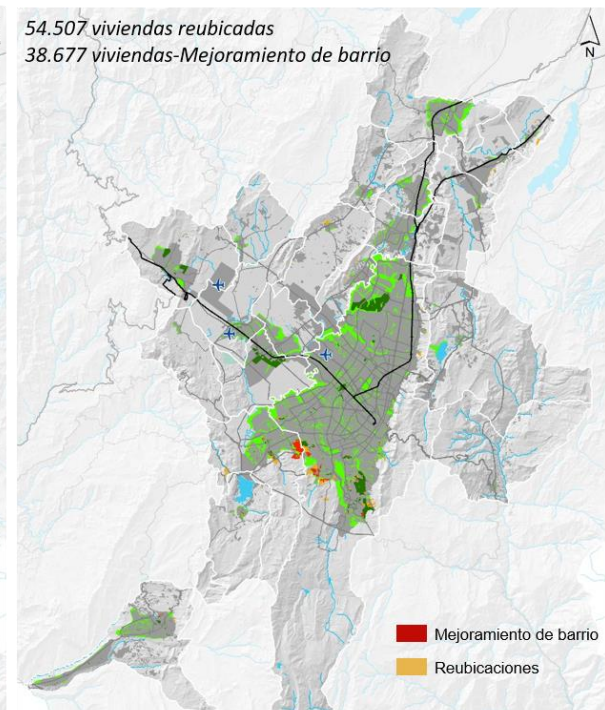 54.507 viviendas reubicadas
38.677 viviendas-Mejoramiento de barrio
N
Mejoramiento de barrio
Reubicaciones